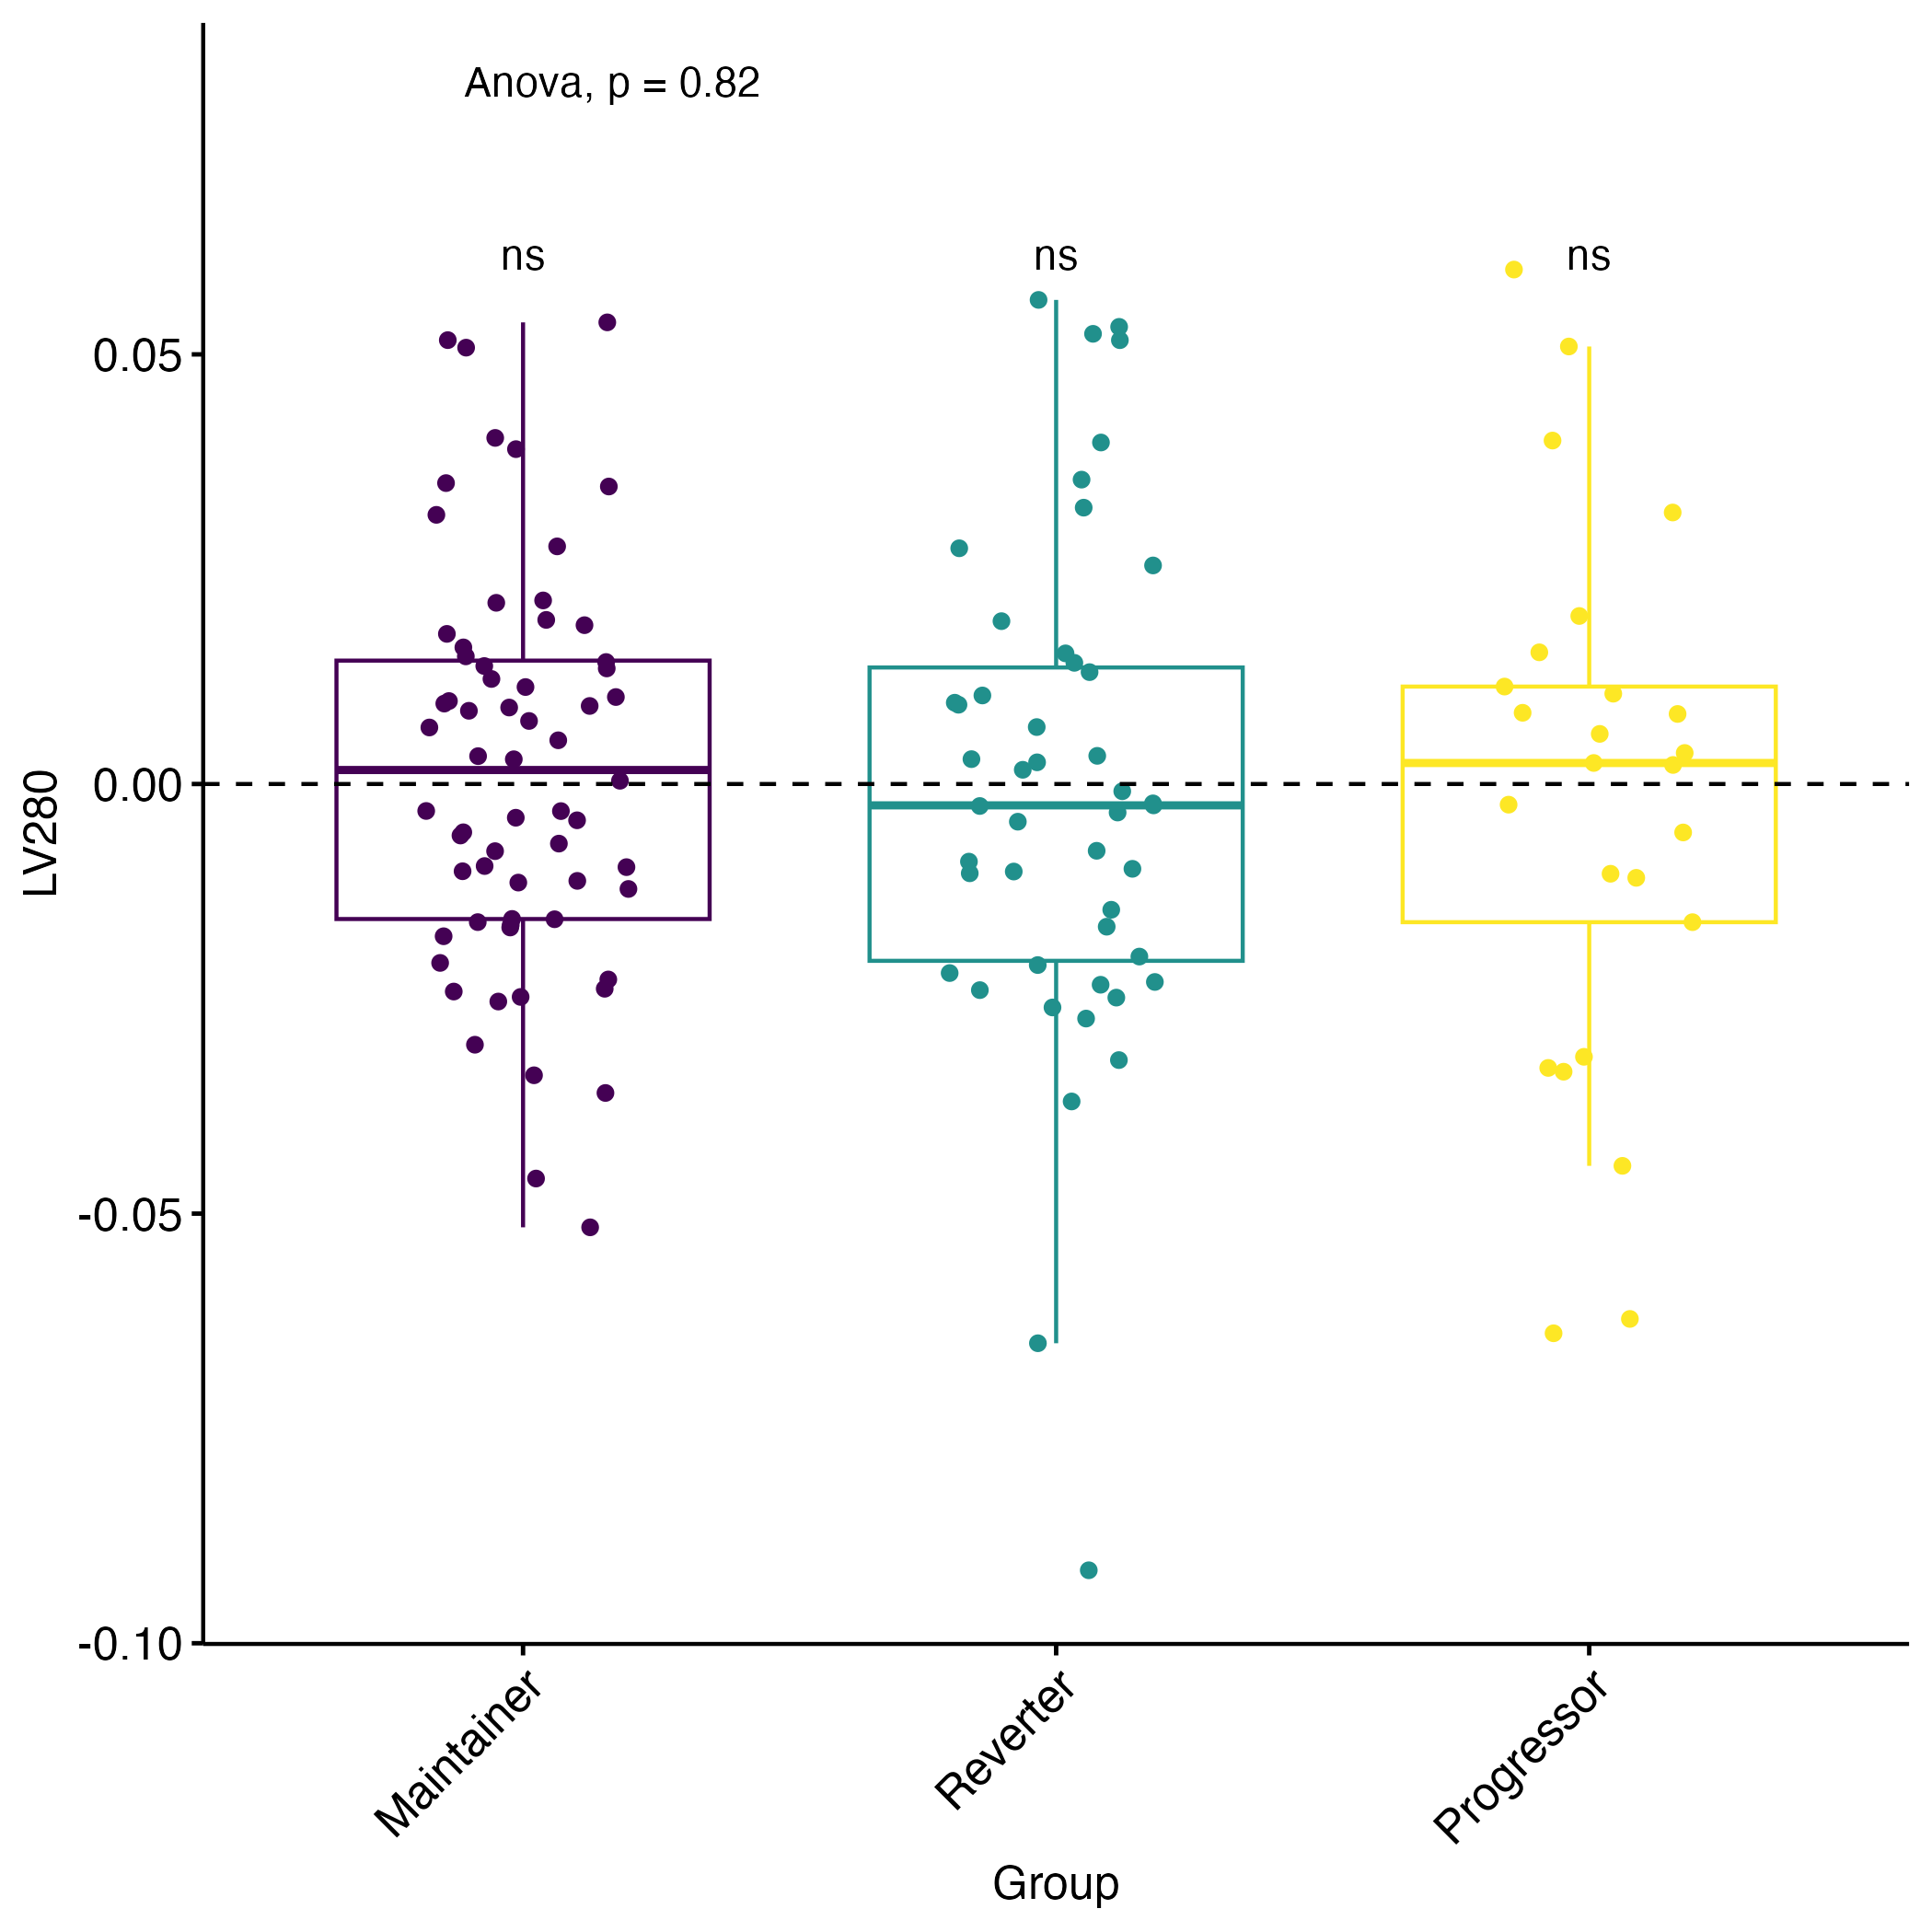 Anova, p = 0.82
ns
ns
ns
0.05
0.00
-0.05
-0.10
LV280
Maintainer
Reverter
Progressor
Group